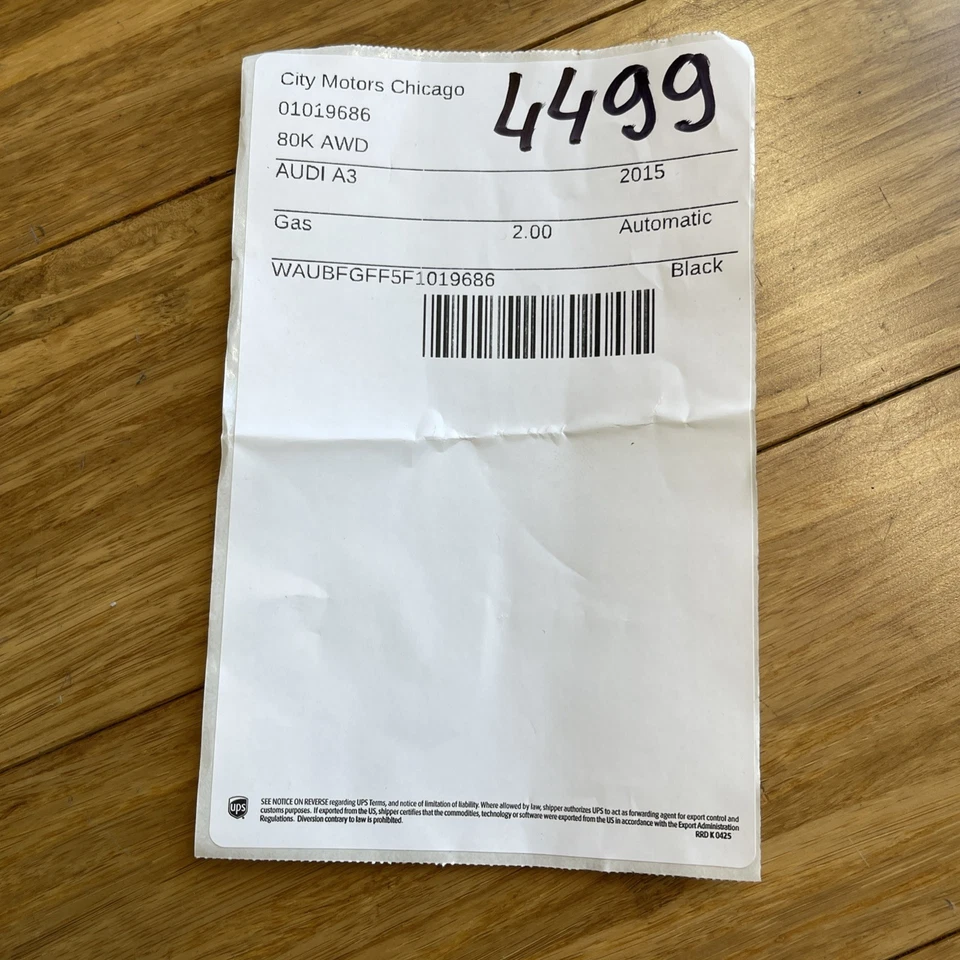 City Motors Chicago
4499
01019686
80K AWD
AUDI A3 2015
Gas 2.00 Automatic
WAUBFGFF5F1019686 Black
ups
SEE NOTICE ON REVERSE regarding UPS Terms, and notice of limitation of liability. Where allowed by law, shipper authorizes UPS to act as forwarding agent for export control and
customs purposes. If exported from the US, shipper certifies that the commodities, technology or software were exported from the US in accordance with the Export Administration
Regulations. Diversion contrary to law is prohibited.
RRD K 0425